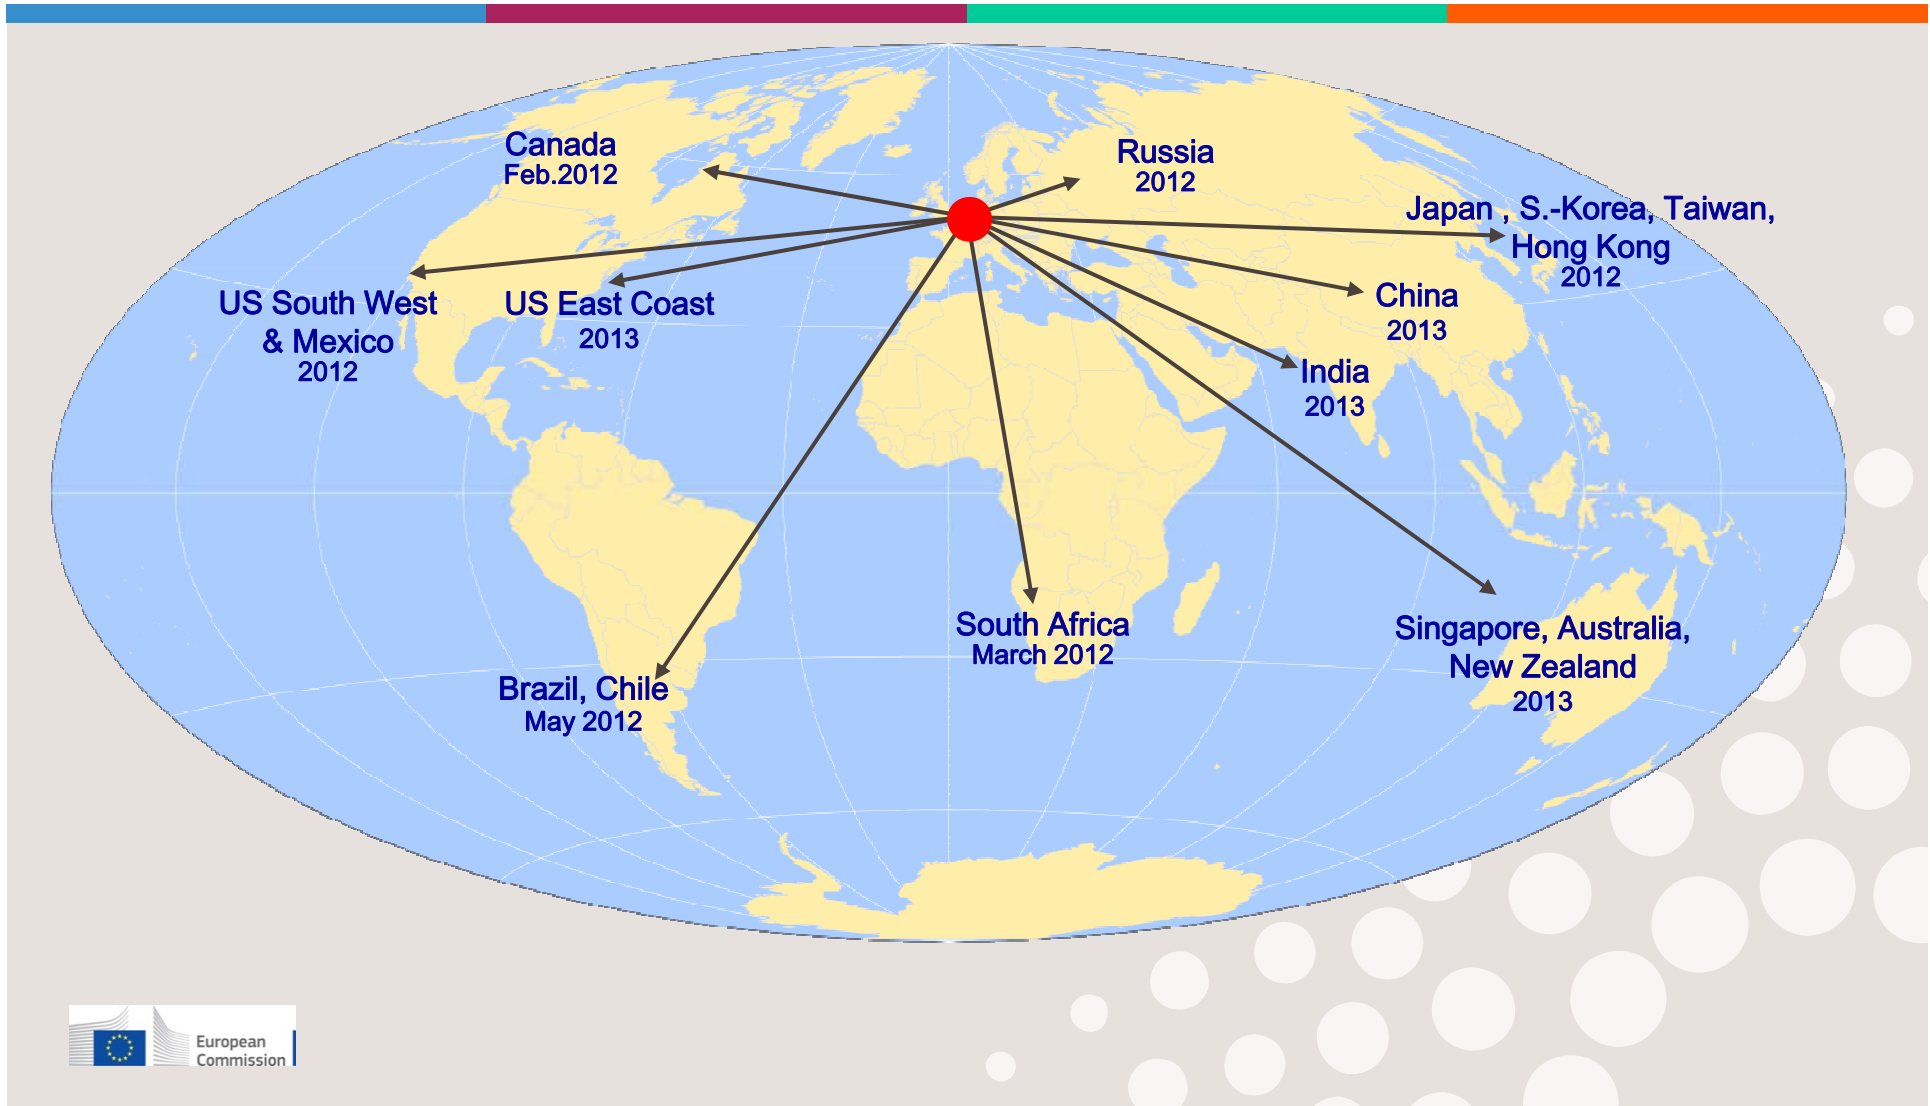 Canada
Feb.2012
Russia
2012
Japan , S.-Korea, Taiwan,
Hong Kong
2012
US South West
& Mexico
2012
US East Coast
2013
China
2013
India
2013
South Africa
March 2012
Singapore, Australia,
New Zealand
2013
Brazil, Chile
May 2012
European
Commission